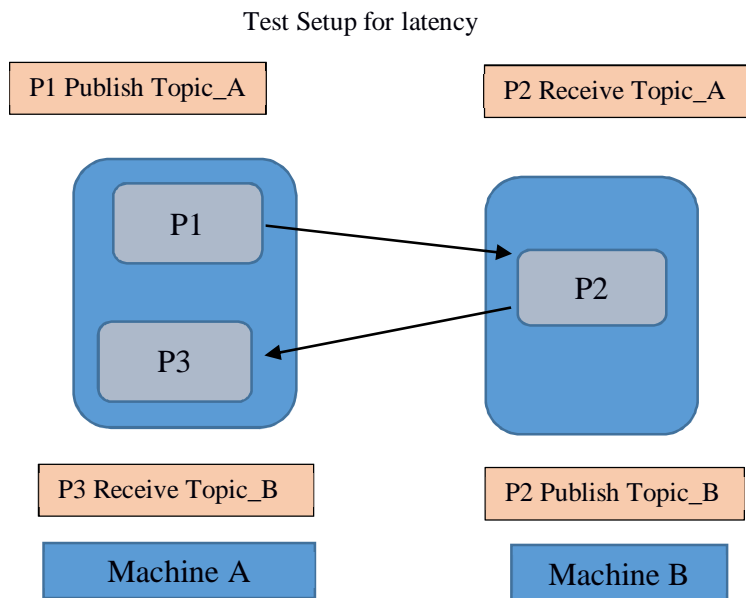 Test Setup for latency
P1 Publish Topic_A
P2 Receive Topic_A
P1
P2
P3
P3 Receive Topic_B
P2 Publish Topic_B
Machine A
Machine B